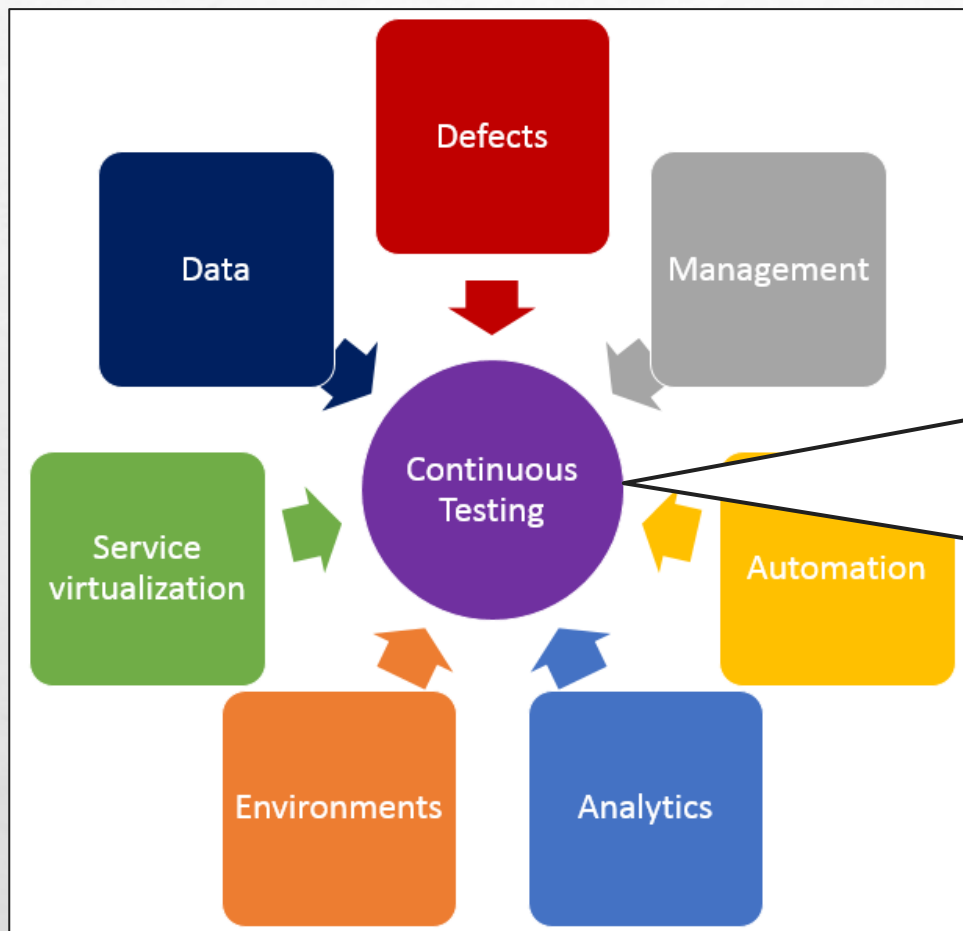 Defects
Data
Management
Continuous
Testing
Service
virtualization
Automation
Environments
Analytics